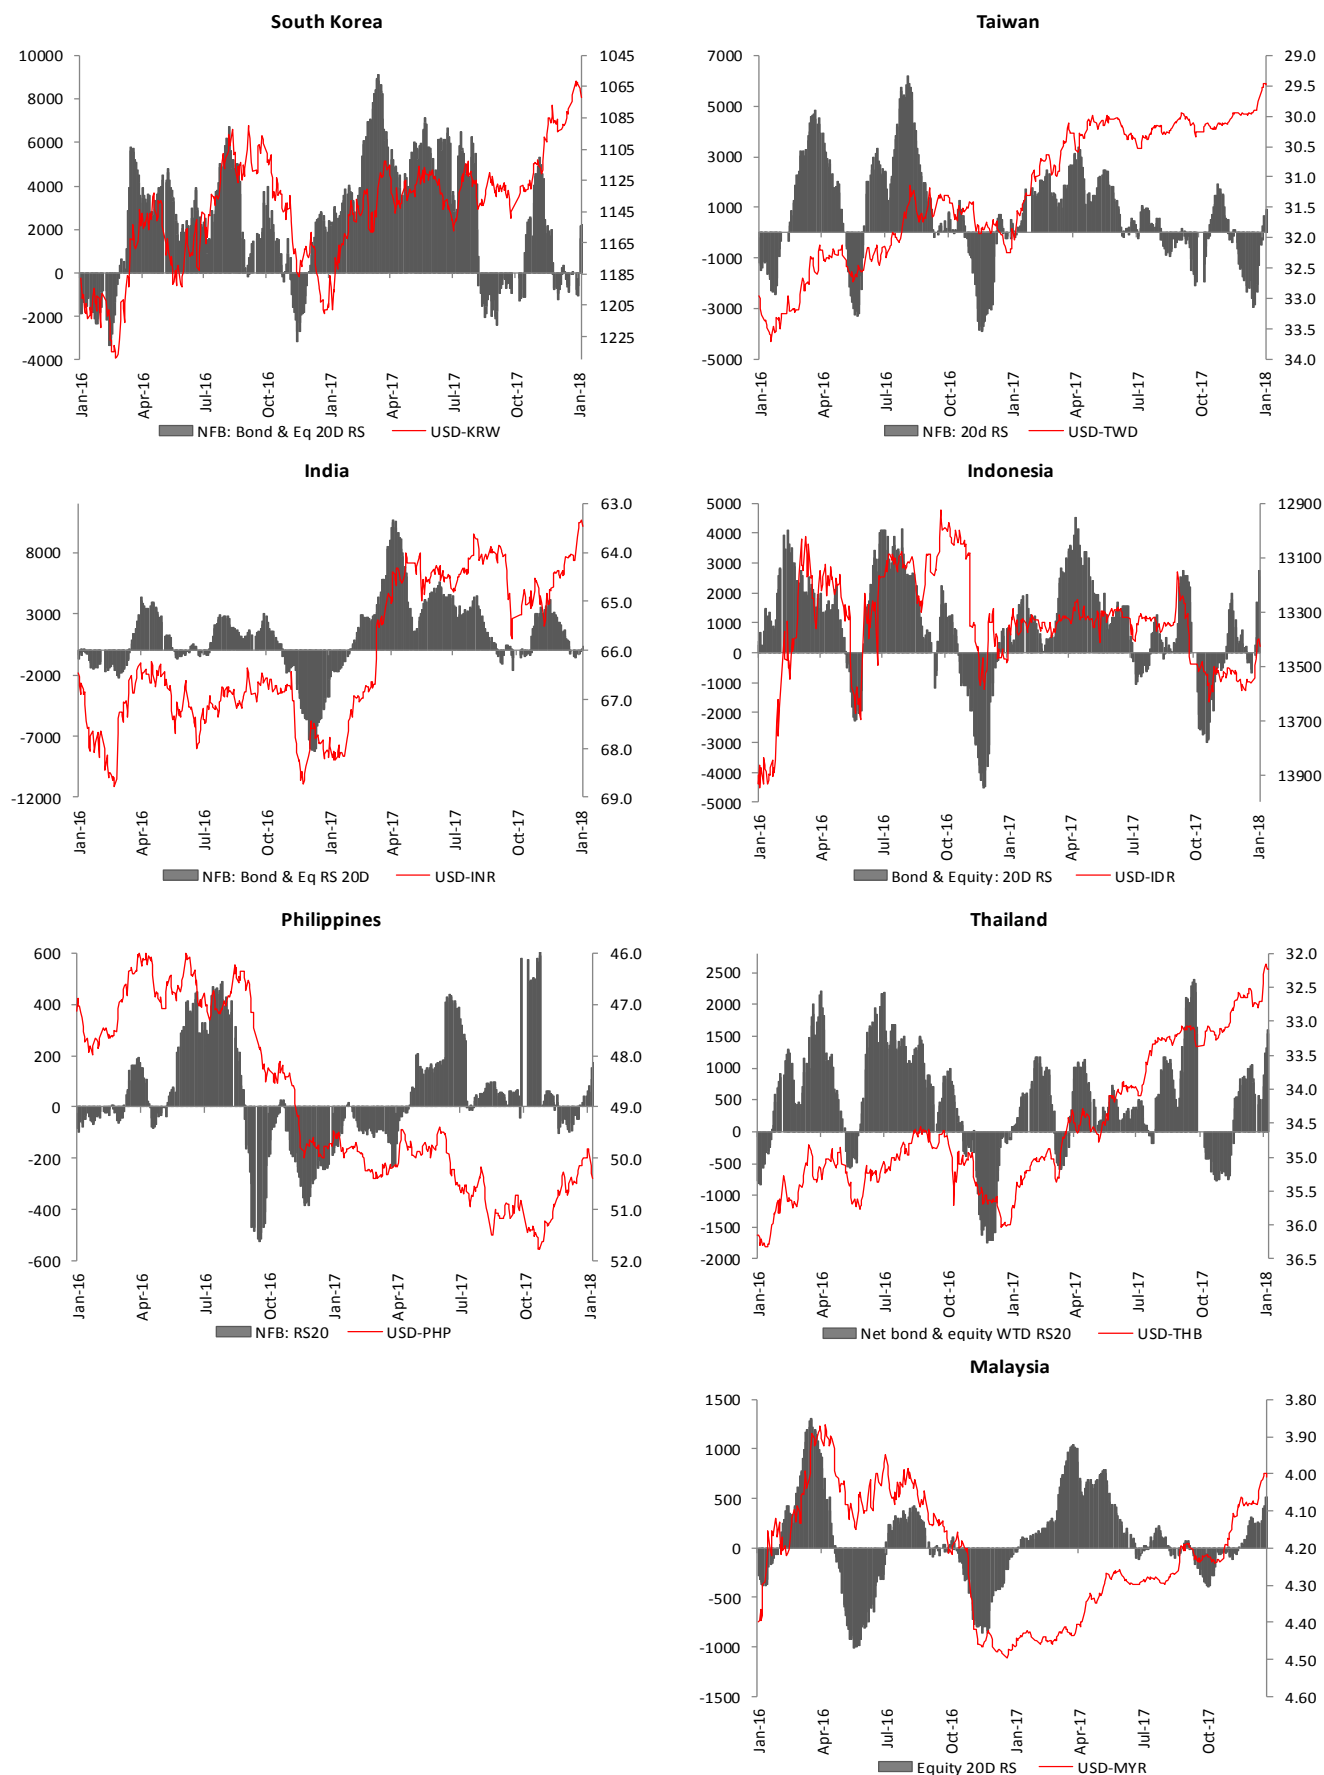 South Korea
10000
8000
6000
4000
2000
0
-2000
-4000
1045
1065
1085
1105
1125
1145
1165
1185
1205
1225
Jan-16
Apr-16
Jul-16
Oct-16
Jan-17
Apr-17
Jul-17
Oct-17
Jan-18
NFB: Bond & Eq 20D RS
USD-KRW
Taiwan
7000
5000
3000
1000
-1000
-3000
-5000
29.0
29.5
30.0
30.5
31.0
31.5
32.0
32.5
33.0
33.5
34.0
Jan-16
Apr-16
Jul-16
Oct-16
Jan-17
Apr-17
Jul-17
Oct-17
Jan-18
NFB: 20d RS
USD-TWD
India
8000
3000
-2000
-7000
-12000
63.0
64.0
65.0
66.0
67.0
68.0
69.0
Jan-16
Apr-16
Jul-16
Oct-16
Jan-17
Apr-17
Jul-17
Oct-17
Jan-18
NFB: Bond & Eq RS 20D
USD-INR
Indonesia
5000
4000
3000
2000
1000
0
-1000
-2000
-3000
-4000
-5000
12900
13100
13300
13500
13700
13900
Jan-16
Apr-16
Jul-16
Oct-16
Jan-17
Apr-17
Jul-17
Oct-17
Jan-18
Bond & Equity: 20D RS
USD-IDR
Philippines
600
400
200
0
-200
-400
-600
46.0
47.0
48.0
49.0
50.0
51.0
52.0
Jan-16
Apr-16
Jul-16
Oct-16
Jan-17
Apr-17
Jul-17
Oct-17
Jan-18
NFB: RS20
USD-PHP
Thailand
2500
2000
1500
1000
500
0
-500
-1000
-1500
-2000
32.0
32.5
33.0
33.5
34.0
34.5
35.0
35.5
36.0
36.5
Jan-16
Apr-16
Jul-16
Oct-16
Jan-17
Apr-17
Jul-17
Oct-17
Jan-18
Net bond & equity WTD RS20
USD-THB
Malaysia
1500
1000
500
0
-500
-1000
-1500
3.80
3.90
4.00
4.10
4.20
4.30
4.40
4.50
4.60
Jan-16
Apr-16
Jul-16
Oct-16
Jan-17
Apr-17
Jul-17
Oct-17
Equity 20D RS
USD-MYR